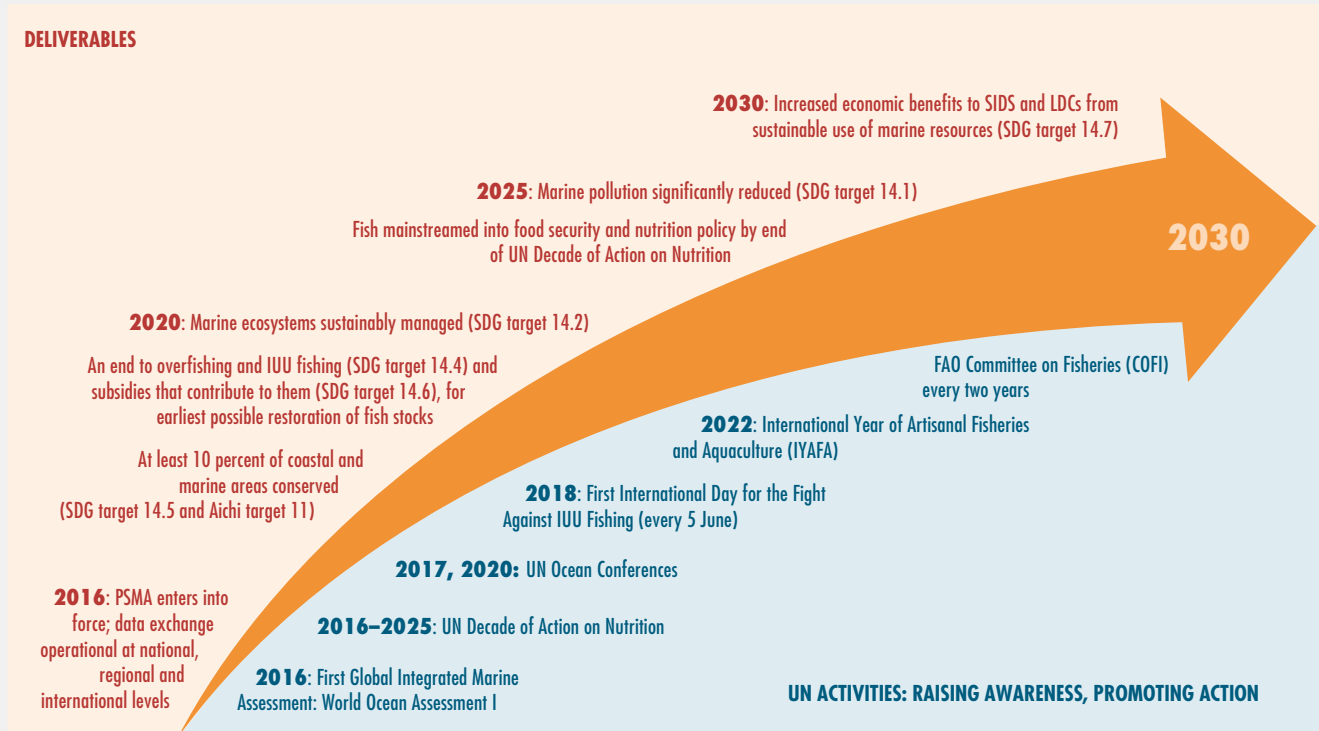 DELIVERABLES
2030: Increased economic benefits to SIDS and LDCs from
sustainable use of marine resources (SDG target 14.7)
2025: Marine pollution significantly reduced (SDG target 14.1)
Fish mainstreamed into food security and nutrition policy by end
of UN Decade of Action on Nutrition
2020: Marine ecosystems sustainably managed (SDG target 14.2)
An end to overfishing and IUU fishing (SDG target 14.4) and
subsidies that contribute to them (SDG target 14.6), for
earliest possible restoration of fish stocks
At least 10 percent of coastal and
marine areas conserved
(SDG target 14.5 and Aichi target 11)
2016: PSMA enters into
force; data exchange
operational at national,
regional and
international levels
2030
FAO Committee on Fisheries (COFI)
every two years
2022: International Year of Artisanal Fisheries
and Aquaculture (IYAFA)
2018: First International Day for the Fight
Against IUU Fishing (every 5 June)
2017, 2020: UN Ocean Conferences
2016–2025: UN Decade of Action on Nutrition
2016: First Global Integrated Marine
Assessment: World Ocean Assessment I
UN ACTIVITIES: RAISING AWARENESS, PROMOTING ACTION